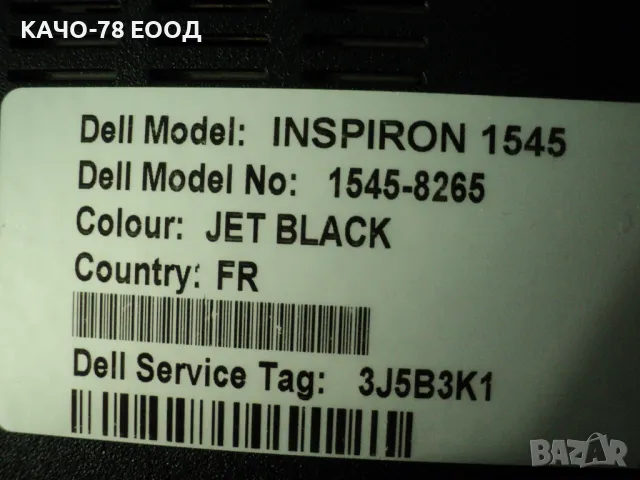 КАЧО-78 ЕООД
Dell Model: INSPIRON 1545
Dell Model No: 1545-8265
Colour: JET BLACK
Country: FR
Dell Service Tag: 3J5B3K1
BAZAR